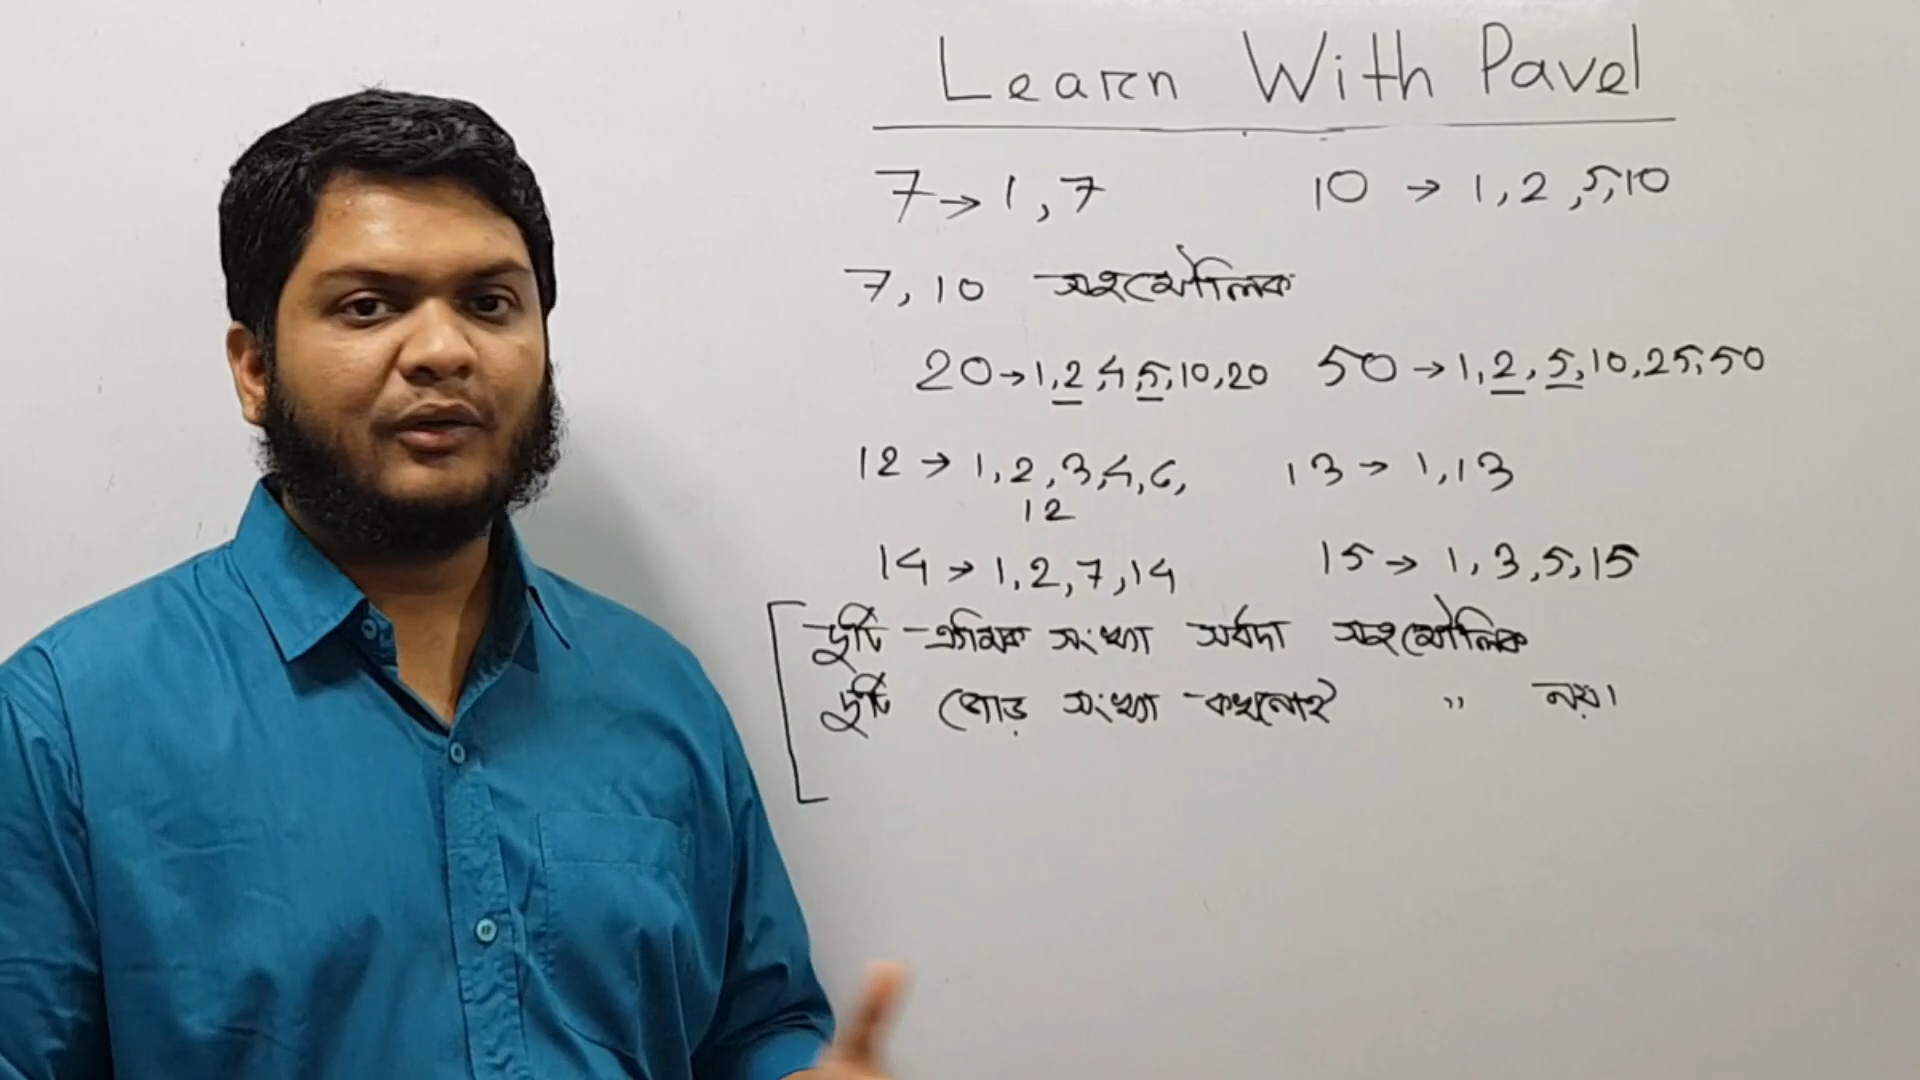 Learn With Pavel
7 → 1, 7 10 → 1, 2, 5, 10
7, 10 সহমৌলিক
20 → 1, 2, 4, 5, 10, 20 50 → 1, 2, 5, 10, 25, 50
12 → 1, 2, 3, 4, 6,
12
13 → 1, 13
14 → 1, 2, 7, 14 15 → 1, 3, 5, 15
দুটি ক্রমিক সংখ্যা সর্বদা সহমৌলিক
দুটি জোড় সংখ্যা কখনোই " নয়।